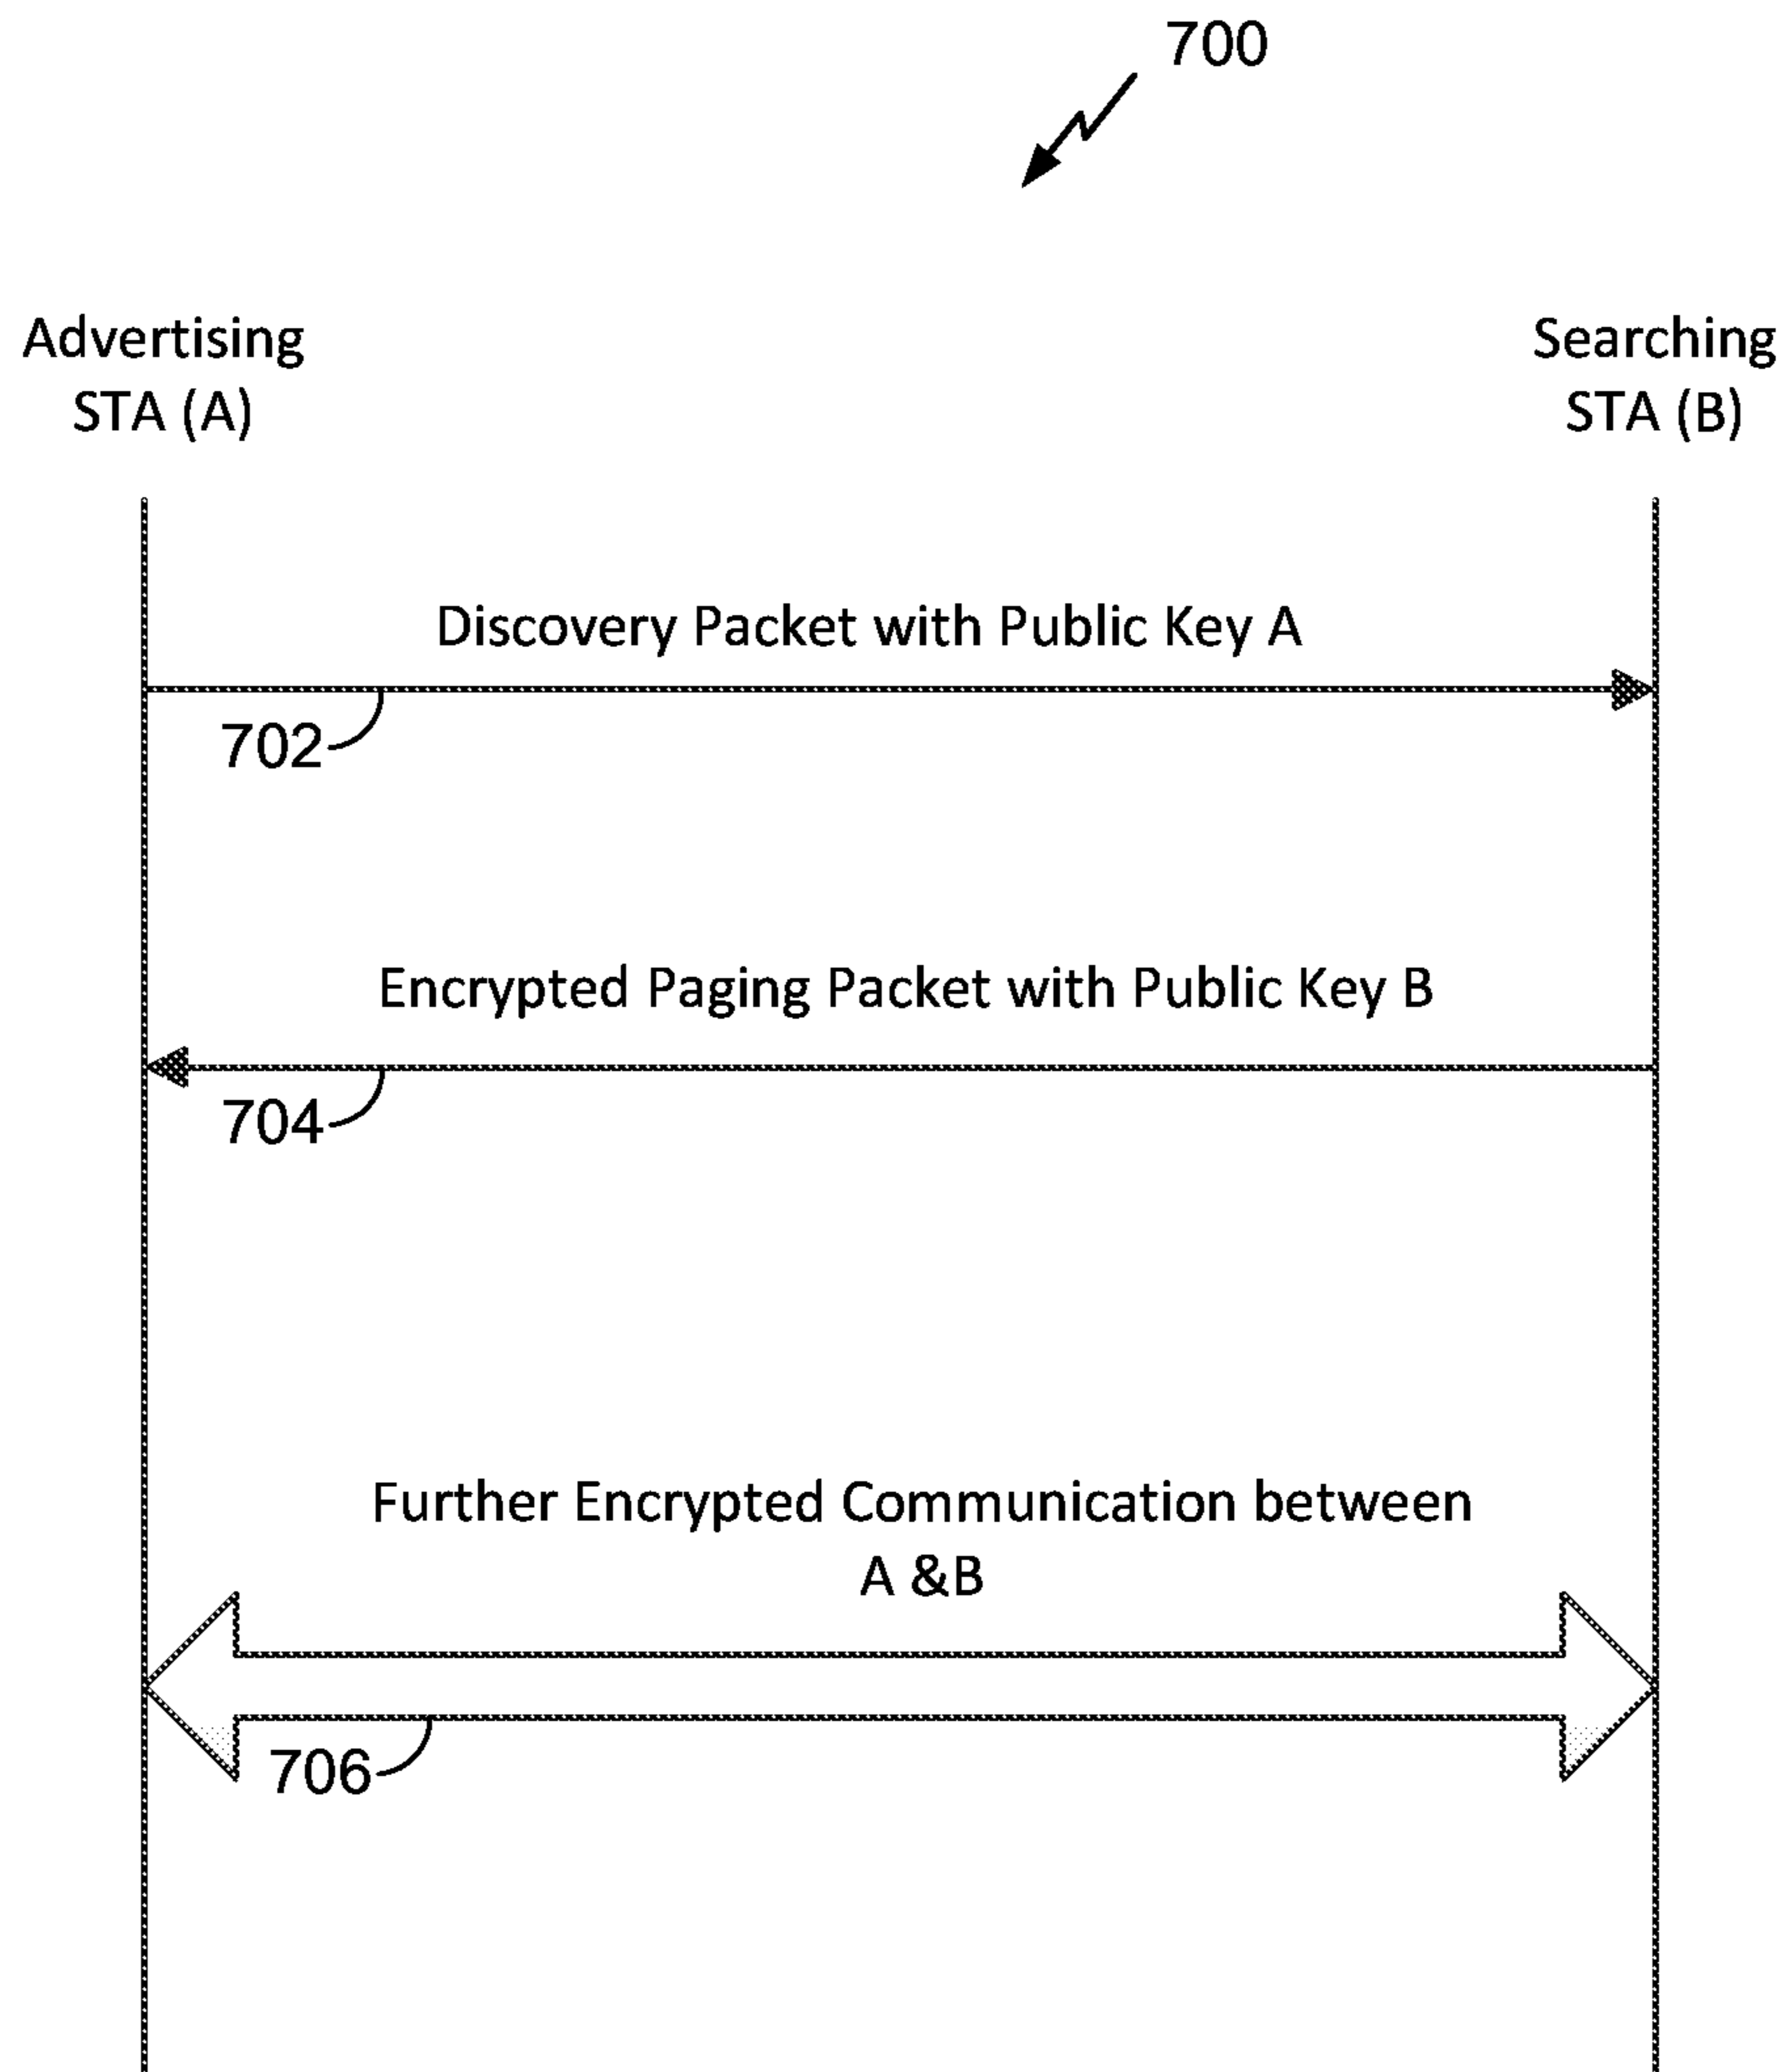 700
Advertising
STA (A)
Searching
STA (B)
Discovery Packet with Public Key A
702
Encrypted Paging Packet with Public Key B
704
Further Encrypted Communication between
A &B
706